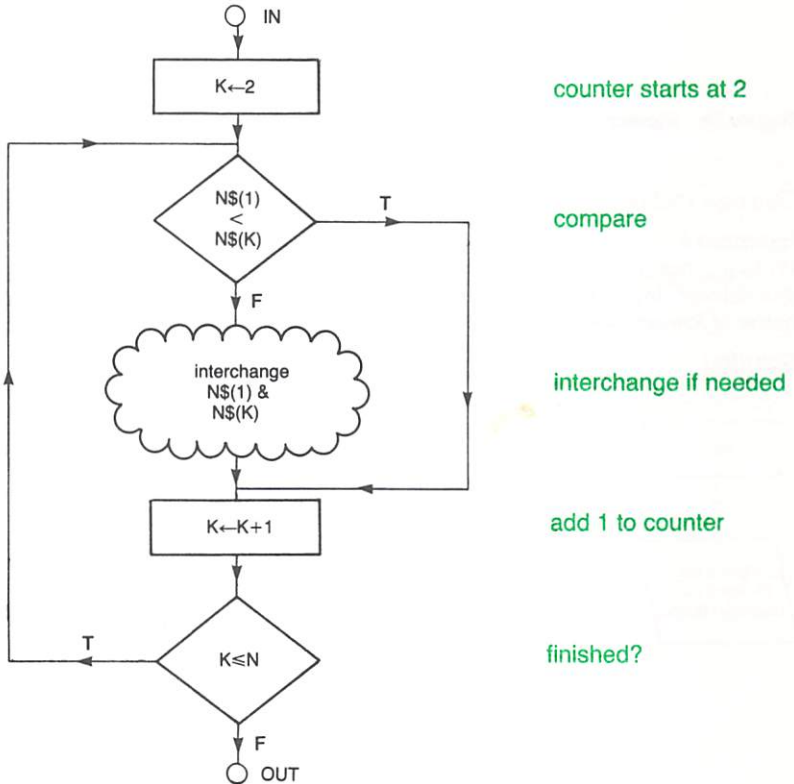 IN
K←2
counter starts at 2
N$(1)
<
N$(K)
T
compare
F
interchange
N$(1) &
N$(K)
interchange if needed
K←K+1
add 1 to counter
T
K≤N
finished?
F
OUT